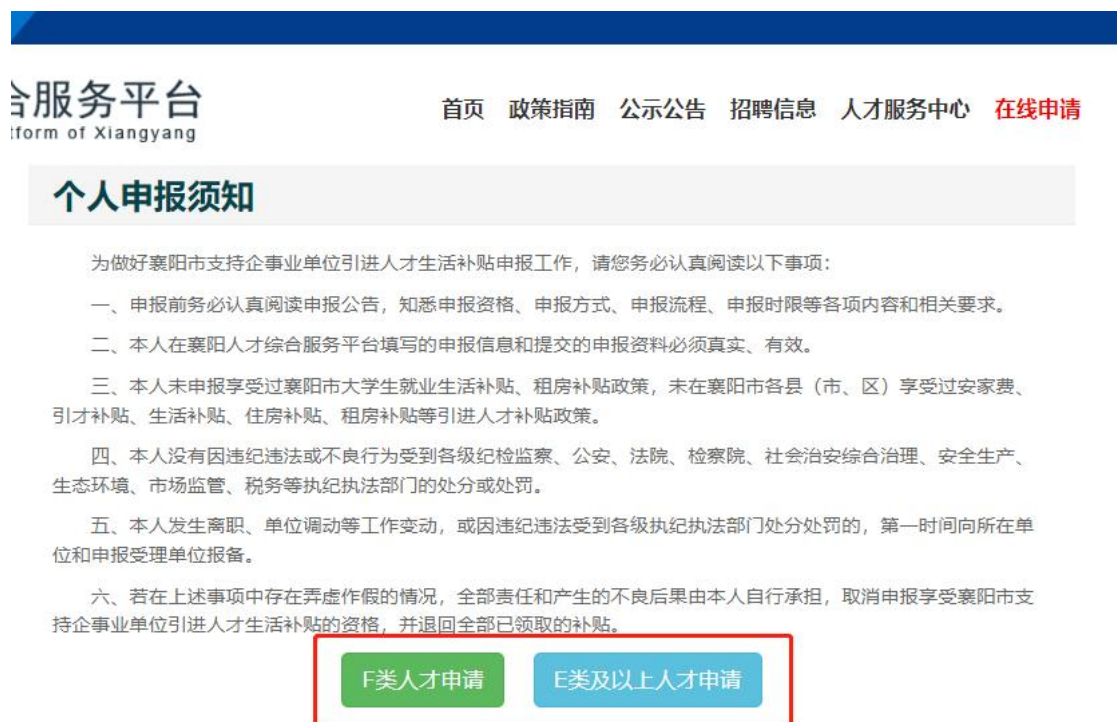 合服务平台
tform of Xiangyang
首页 政策指南 公示公告 招聘信息 人才服务中心 在线申请
个人申报须知
为做好襄阳市支持企事业单位引进人才生活补贴申报工作，请您务必认真阅读以下事项：
一、申报前务必认真阅读申报公告，知悉申报资格、申报方式、申报流程、申报时限等各项内容和相关要求。
二、本人在襄阳人才综合服务平台填写的申报信息和提交的申报资料必须真实、有效。
三、本人未申报享受过襄阳市大学生就业生活补贴、租房补贴政策，未在襄阳市各县（市、区）享受过安家费、
引才补贴、生活补贴、住房补贴、租房补贴等引进人才补贴政策。
四、本人没有因违纪违法或不良行为受到各级纪检监察、公安、法院、检察院、社会治安综合治理、安全生产、
生态环境、市场监管、税务等执纪执法部门的处分或处罚。
五、本人发生离职、单位调动等工作变动，或因违纪违法受到各级执纪执法部门处分处罚的，第一时间向所在单
位和申报受理单位报备。
六、若在上述事项中存在弄虚作假的情况，全部责任和产生的不良后果由本人自行承担，取消申报享受襄阳市支
持企事业单位引进人才生活补贴的资格，并退回全部已领取的补贴。
F类人才申请 E类及以上人才申请